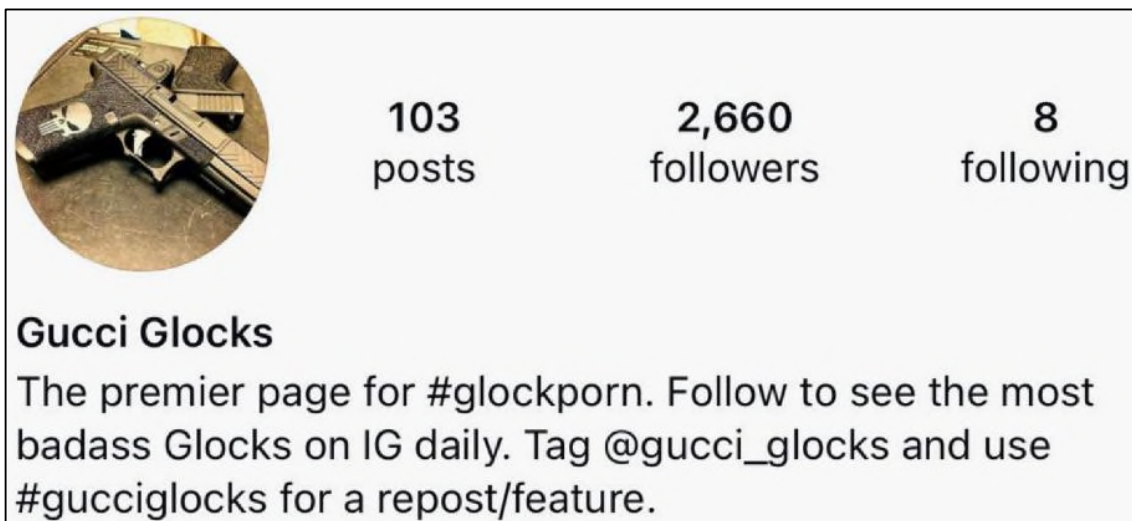 103
posts
2,660
followers
8
following
Gucci Glocks
The premier page for #glockporn. Follow to see the most
badass Glocks on IG daily. Tag @gucci_glocks and use
#gucciglocks for a repost/feature.